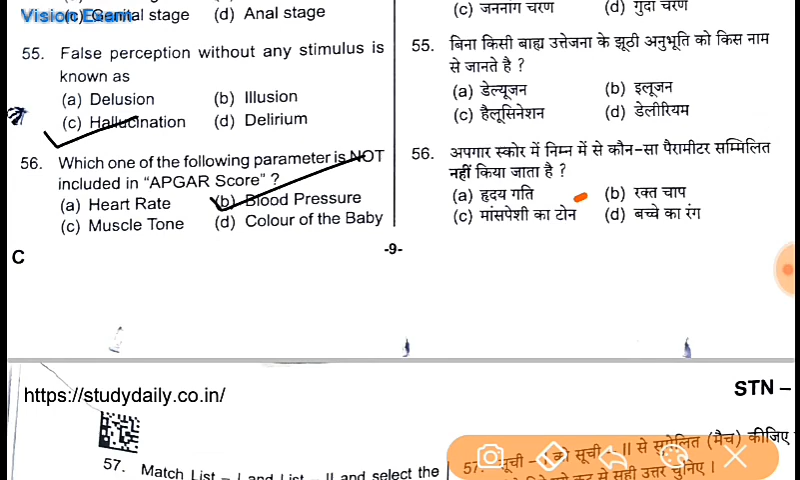 Vision Exam
(c) Genital stage (d) Anal stage
55. False perception without any stimulus is
known as
(a) Delusion (b) Illusion
(c) Hallucination (d) Delirium
56. Which one of the following parameter is NOT
included in “APGAR Score” ?
(a) Heart Rate (b) Blood Pressure
(c) Muscle Tone (d) Colour of the Baby
C
(c) जननांग चरण (d) गुदा चरण
55. बिना किसी बाह्य उत्तेजना के झूठी अनुभूति को किस नाम
से जानते है ?
(a) डेल्यूजन (b) इलूजन
(c) हैलूसिनेशन (d) डेलीरियम
56. अपगार स्कोर में निम्न में से कौन-सा पैरामीटर सम्मिलित
नहीं किया जाता है ?
(a) हृदय गति (b) रक्त चाप
(c) मांसपेशी का टोन (d) बच्चे का रंग
-9-
https://studydaily.co.in/
STN –
57. Match List – I and List – II and select the
57. सूची – I को सूची – II से सुमेलित (मैच) कीजिए
से सही उत्तर चुनिए ।